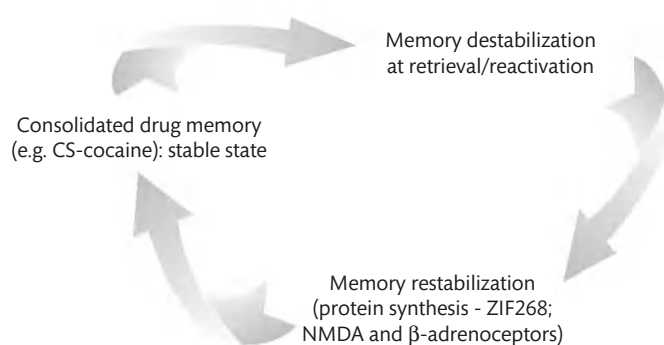 Memory destabilization
at retrieval/reactivation
Consolidated drug memory
(e.g. CS-cocaine): stable state
Memory restabilization
(protein synthesis - ZIF268;
NMDA and β-adrenoceptors)